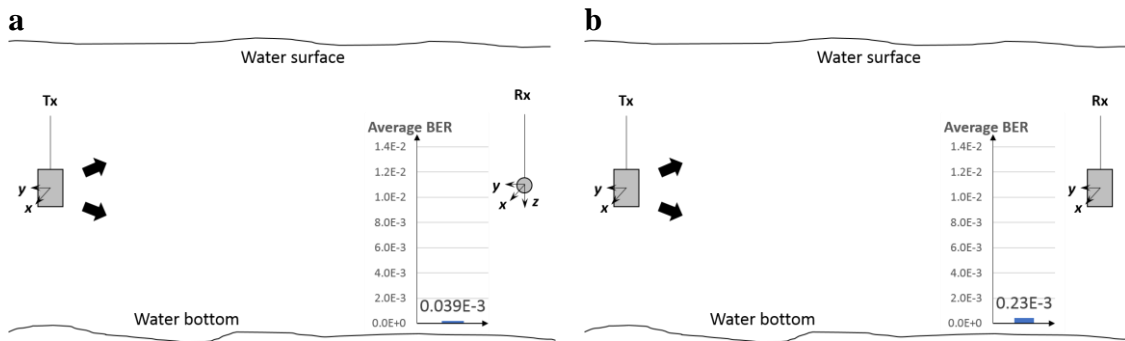 a
Water surface
Tx
Rx
Average BER
1.4E-2
1.2E-2
1.0E-2
8.0E-3
6.0E-3
4.0E-3
2.0E-3
0.0E+0
0.039E-3
y
x
y
x
z
Water bottom
b
Water surface
Tx
Rx
Average BER
1.4E-2
1.2E-2
1.0E-2
8.0E-3
6.0E-3
4.0E-3
2.0E-3
0.0E+0
0.23E-3
y
x
y
x
Water bottom